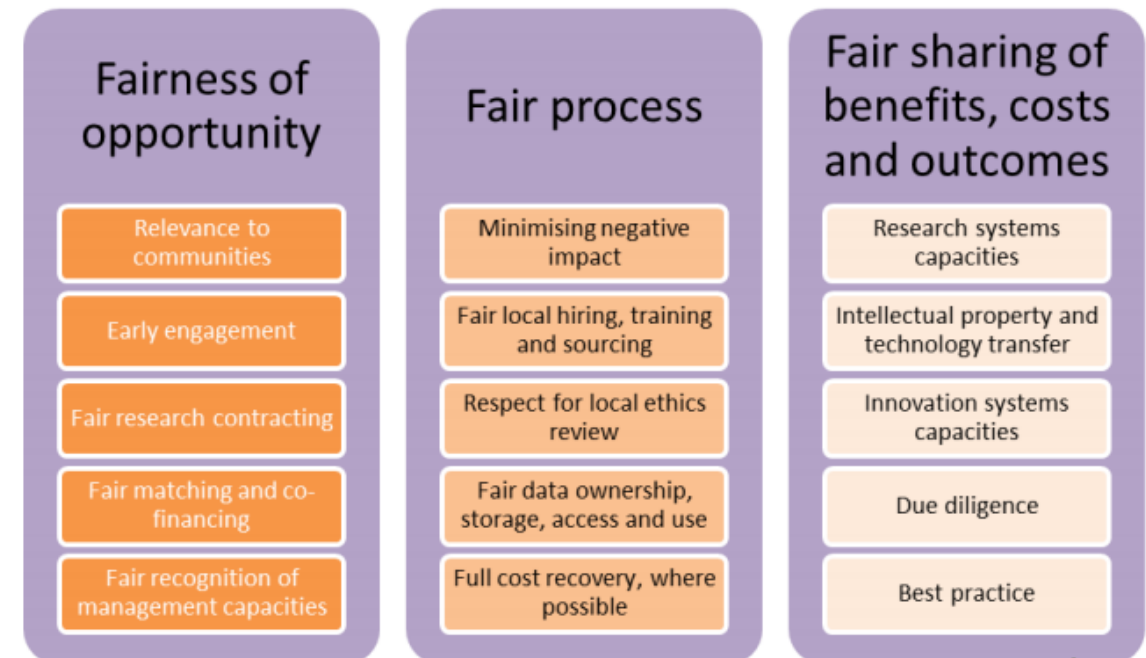 Fairness of
opportunity
Relevance to
communities
Early engagement
Fair research contracting
Fair matching and co-
financing
Fair recognition of
management capacities
Fair process
Minimising negative
impact
Fair local hiring, training
and sourcing
Respect for local ethics
review
Fair data ownership,
storage, access and use
Full cost recovery, where
possible
Fair sharing of
benefits, costs
and outcomes
Research systems
capacities
Intellectual property and
technology transfer
Innovation systems
capacities
Due diligence
Best practice